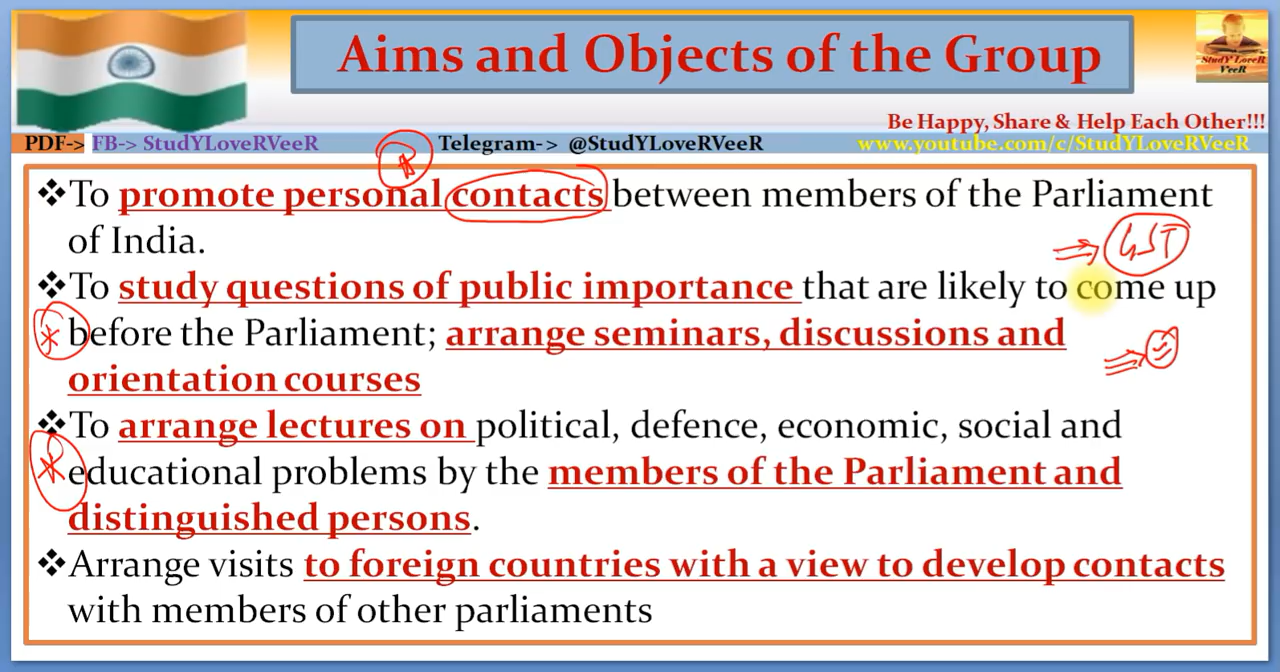 Aims and Objects of the Group
StudY LoveR
VeeR
Be Happy, Share & Help Each Other!!!
PDF-> FB-> StudYLoveRVeeR Telegram-> @StudYLoveRVeeR www.youtube.com/c/StudYLoveRVeeR
❖To promote personal contacts between members of the Parliament
of India.
GST
❖To study questions of public importance that are likely to come up
before the Parliament; arrange seminars, discussions and
orientation courses
❖To arrange lectures on political, defence, economic, social and
educational problems by the members of the Parliament and
distinguished persons.
❖Arrange visits to foreign countries with a view to develop contacts
with members of other parliaments